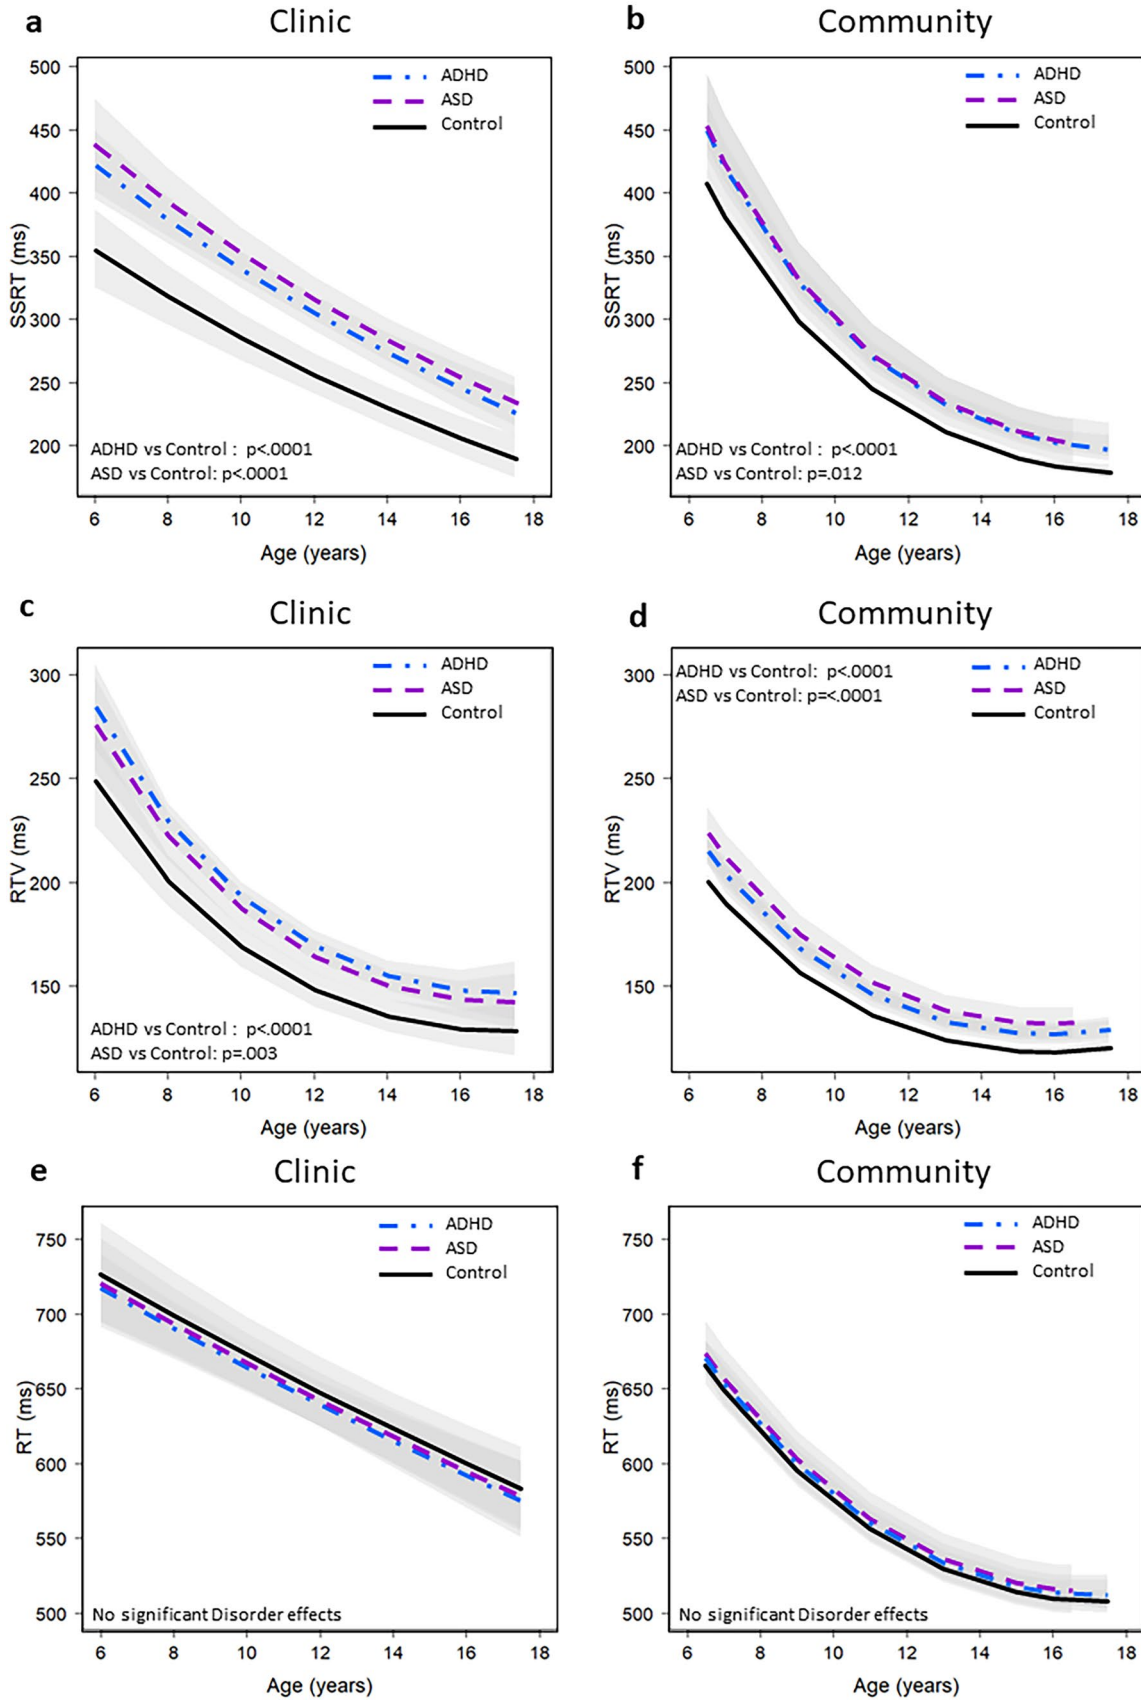 a
Clinic
500
450
400
350
300
250
200
SSRT (ms)
ADHD
ASD
Control
ADHD vs Control : p<.0001
ASD vs Control: p<.0001
6 8 10 12 14 16 18
Age (years)
b
Community
500
450
400
350
300
250
200
SSRT (ms)
ADHD
ASD
Control
ADHD vs Control : p<.0001
ASD vs Control: p=.012
6 8 10 12 14 16 18
Age (years)
c
Clinic
300
250
200
150
RTV (ms)
ADHD
ASD
Control
ADHD vs Control : p<.0001
ASD vs Control: p=.003
6 8 10 12 14 16 18
Age (years)
d
Community
300
250
200
150
RTV (ms)
ADHD vs Control: p<.0001
ASD vs Control: p=<.0001
ADHD
ASD
Control
6 8 10 12 14 16 18
Age (years)
e
Clinic
750
700
650
600
550
500
RT (ms)
ADHD
ASD
Control
No significant Disorder effects
6 8 10 12 14 16 18
Age (years)
f
Community
750
700
650
600
550
500
RT (ms)
ADHD
ASD
Control
No significant Disorder effects
6 8 10 12 14 16 18
Age (years)